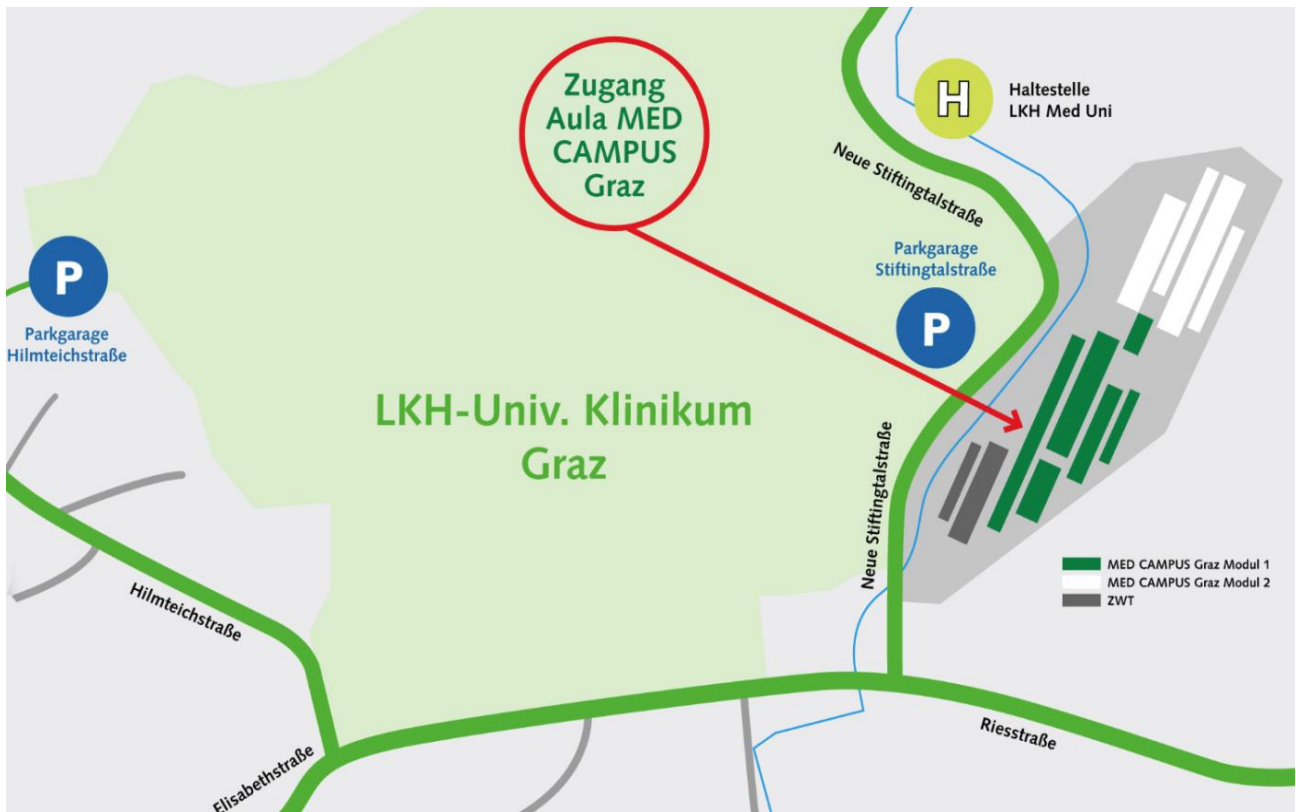 Zugang
Aula MED
CAMPUS
Graz
H
Haltestelle
LKH Med Uni
Neue Stiftingtalstraße
P
Parkgarage
Hilmteichstraße
Parkgarage
Stiftingtalstraße
P
LKH-Univ. Klinikum
Graz
Neue Stiftingtalstraße
MED CAMPUS Graz Modul 1
MED CAMPUS Graz Modul 2
ZWT
Hilmteichstraße
Riesstraße
Elisabethstraße